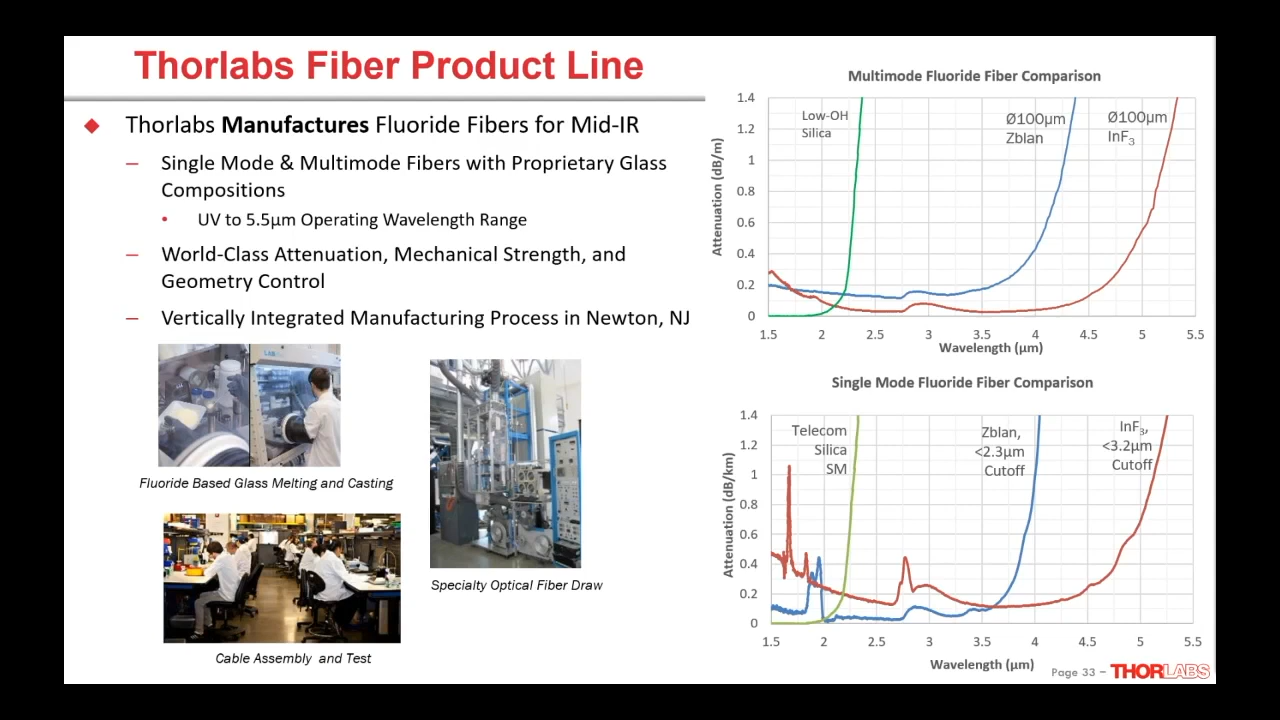 Thorlabs Fiber Product Line
Thorlabs Manufactures Fluoride Fibers for Mid-IR
Single Mode & Multimode Fibers with Proprietary Glass
Compositions
UV to 5.5µm Operating Wavelength Range
World-Class Attenuation, Mechanical Strength, and
Geometry Control
Vertically Integrated Manufacturing Process in Newton, NJ
Fluoride Based Glass Melting and Casting
Specialty Optical Fiber Draw
Cable Assembly and Test
Multimode Fluoride Fiber Comparison
Attenuation (dB/m)
1.4
1.2
1
0.8
0.6
0.4
0.2
0
Low-OH
Silica
Ø100µm
Zblan
Ø100µm
InF₃
1.5 2 2.5 3 3.5 4 4.5 5 5.5
Wavelength (µm)
Single Mode Fluoride Fiber Comparison
Attenuation (dB/km)
1.4
1.2
1
0.8
0.6
0.4
0.2
0
Telecom
Silica
SM
Zblan,
<2.3µm
Cutoff
InF₃,
<3.2µm
Cutoff
1.5 2 2.5 3 3.5 4 4.5 5 5.5
Wavelength (µm)
Page 33 – THORLABS